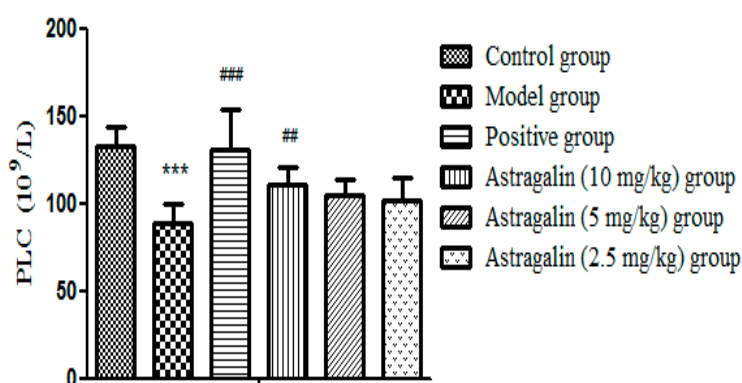 200
150
100
50
0
PLC (10⁹/L)
***
###
##
Control group
Model group
Positive group
Astragalin (10 mg/kg) group
Astragalin (5 mg/kg) group
Astragalin (2.5 mg/kg) group